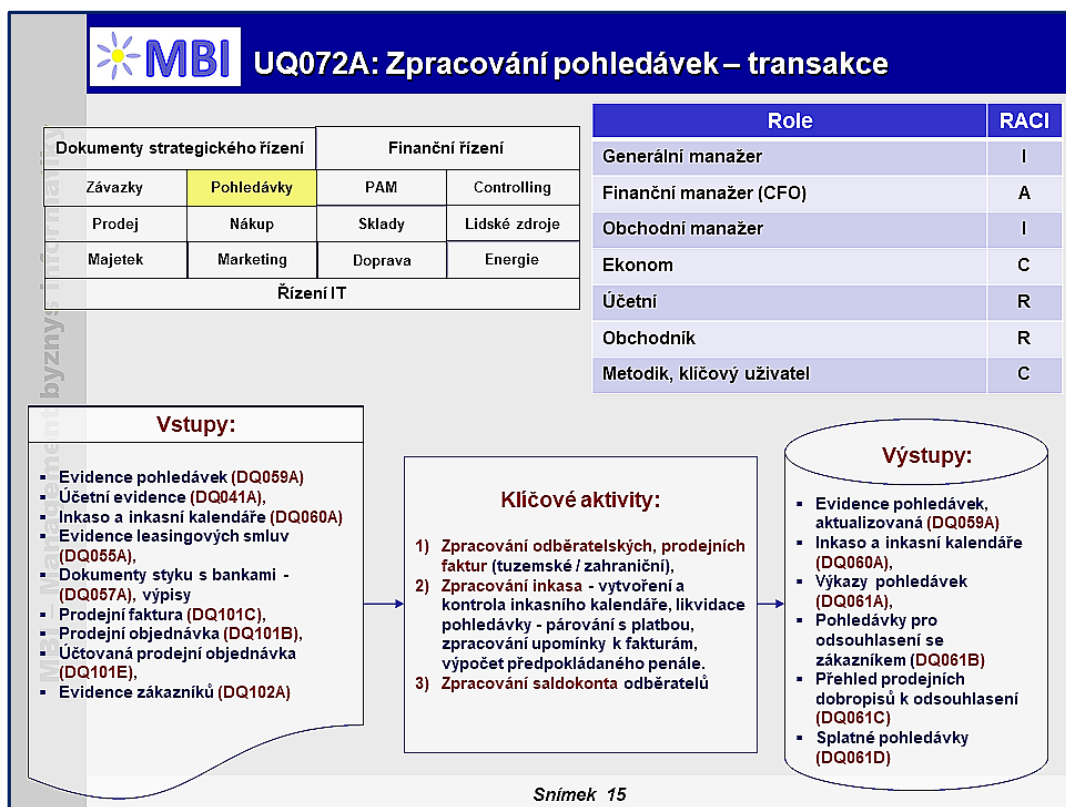 MBI
UQ072A: Zpracování pohledávek – transakce
MBI – Management byznys informatiky
Dokumenty strategického řízení
Finanční řízení
Závazky
Pohledávky
PAM
Controlling
Prodej
Nákup
Sklady
Lidské zdroje
Majetek
Marketing
Doprava
Energie
Řízení IT
Role RACI
Generální manažer I
Finanční manažer (CFO) A
Obchodní manažer I
Ekonom C
Účetní R
Obchodník R
Metodik, klíčový uživatel C
Vstupy:
▪ Evidence pohledávek (DQ059A)
▪ Účetní evidence (DQ041A),
▪ Inkaso a inkasní kalendáře (DQ060A)
▪ Evidence leasingových smluv
(DQ055A),
▪ Dokumenty styku s bankami -
(DQ057A), výpisy
▪ Prodejní faktura (DQ101C),
▪ Prodejní objednávka (DQ101B),
▪ Účtovaná prodejní objednávka
(DQ101E),
▪ Evidence zákazníků (DQ102A)
Klíčové aktivity:
1) Zpracování odběratelských, prodejních
faktur (tuzemské / zahraniční),
2) Zpracování inkasa - vytvoření a
kontrola inkasního kalendáře, likvidace
pohledávky - párování s platbou,
zpracování upomínky k fakturám,
výpočet předpokládaného penále.
3) Zpracování saldokonta odběratelů
Výstupy:
▪ Evidence pohledávek,
aktualizovaná (DQ059A)
▪ Inkaso a inkasní kalendáře
(DQ060A),
▪ Výkazy pohledávek
(DQ061A),
▪ Pohledávky pro
odsouhlasení se
zákazníkem (DQ061B)
▪ Přehled prodejních
dobropisů k odsouhlasení
(DQ061C)
▪ Splatné pohledávky
(DQ061D)
Snímek 15